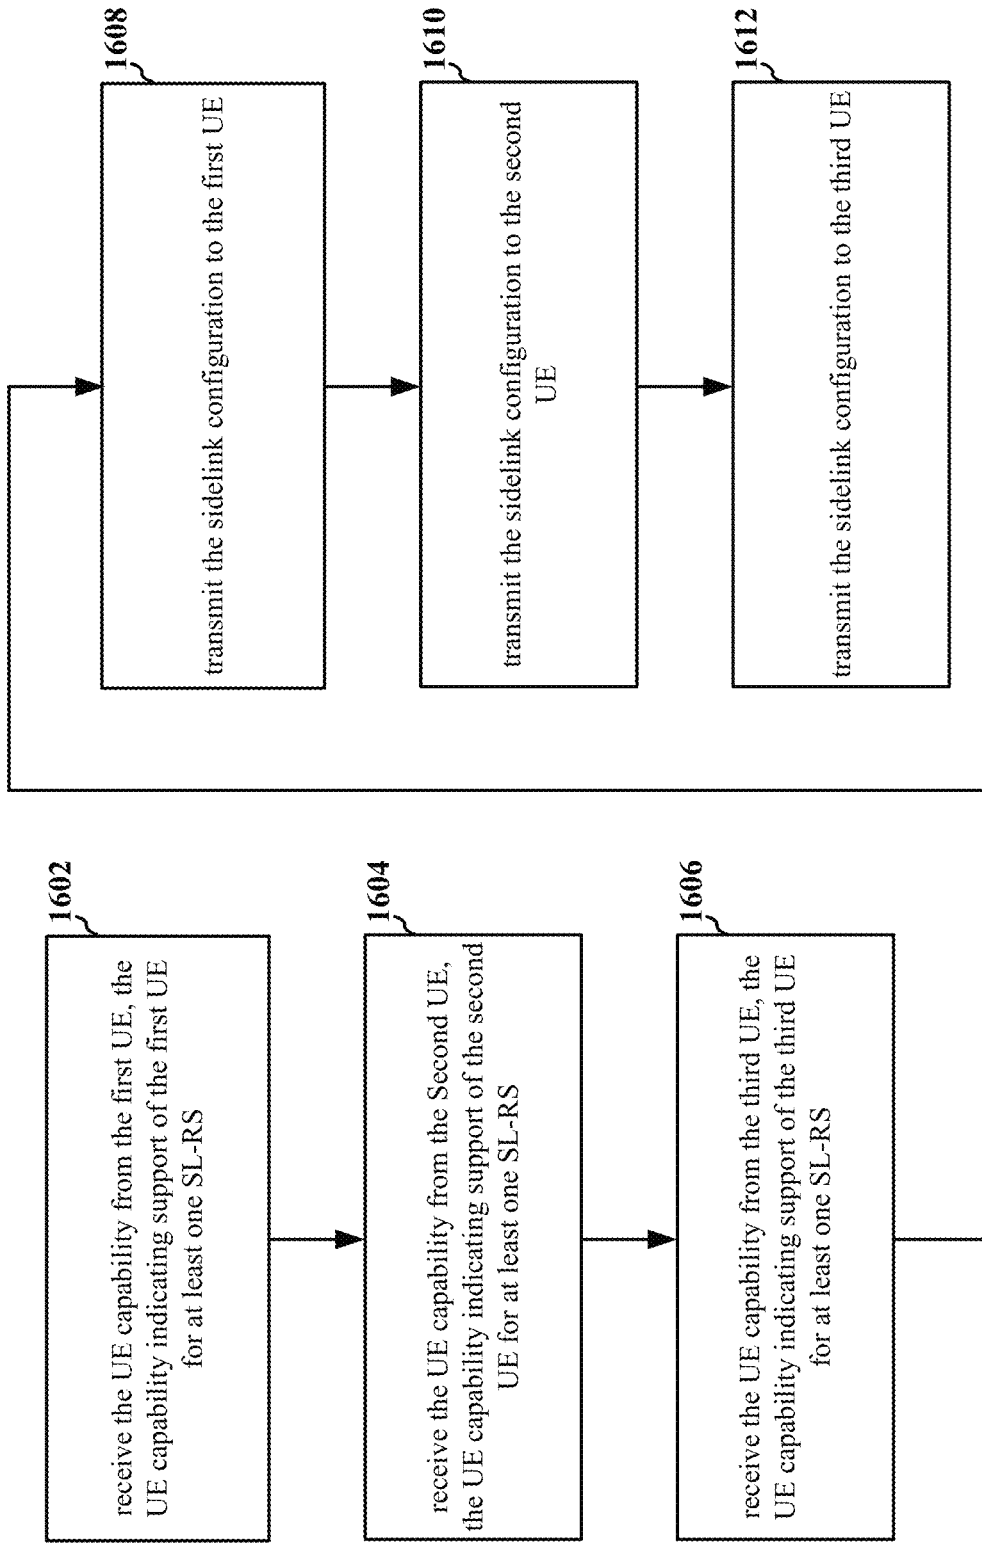 1602
receive the UE capability from the first UE, the
UE capability indicating support of the first UE
for at least one SL-RS
1604
receive the UE capability from the Second UE,
the UE capability indicating support of the second
UE for at least one SL-RS
1606
receive the UE capability from the third UE, the
UE capability indicating support of the third UE
for at least one SL-RS
1608
transmit the sidelink configuration to the first UE
1610
transmit the sidelink configuration to the second
UE
1612
transmit the sidelink configuration to the third UE